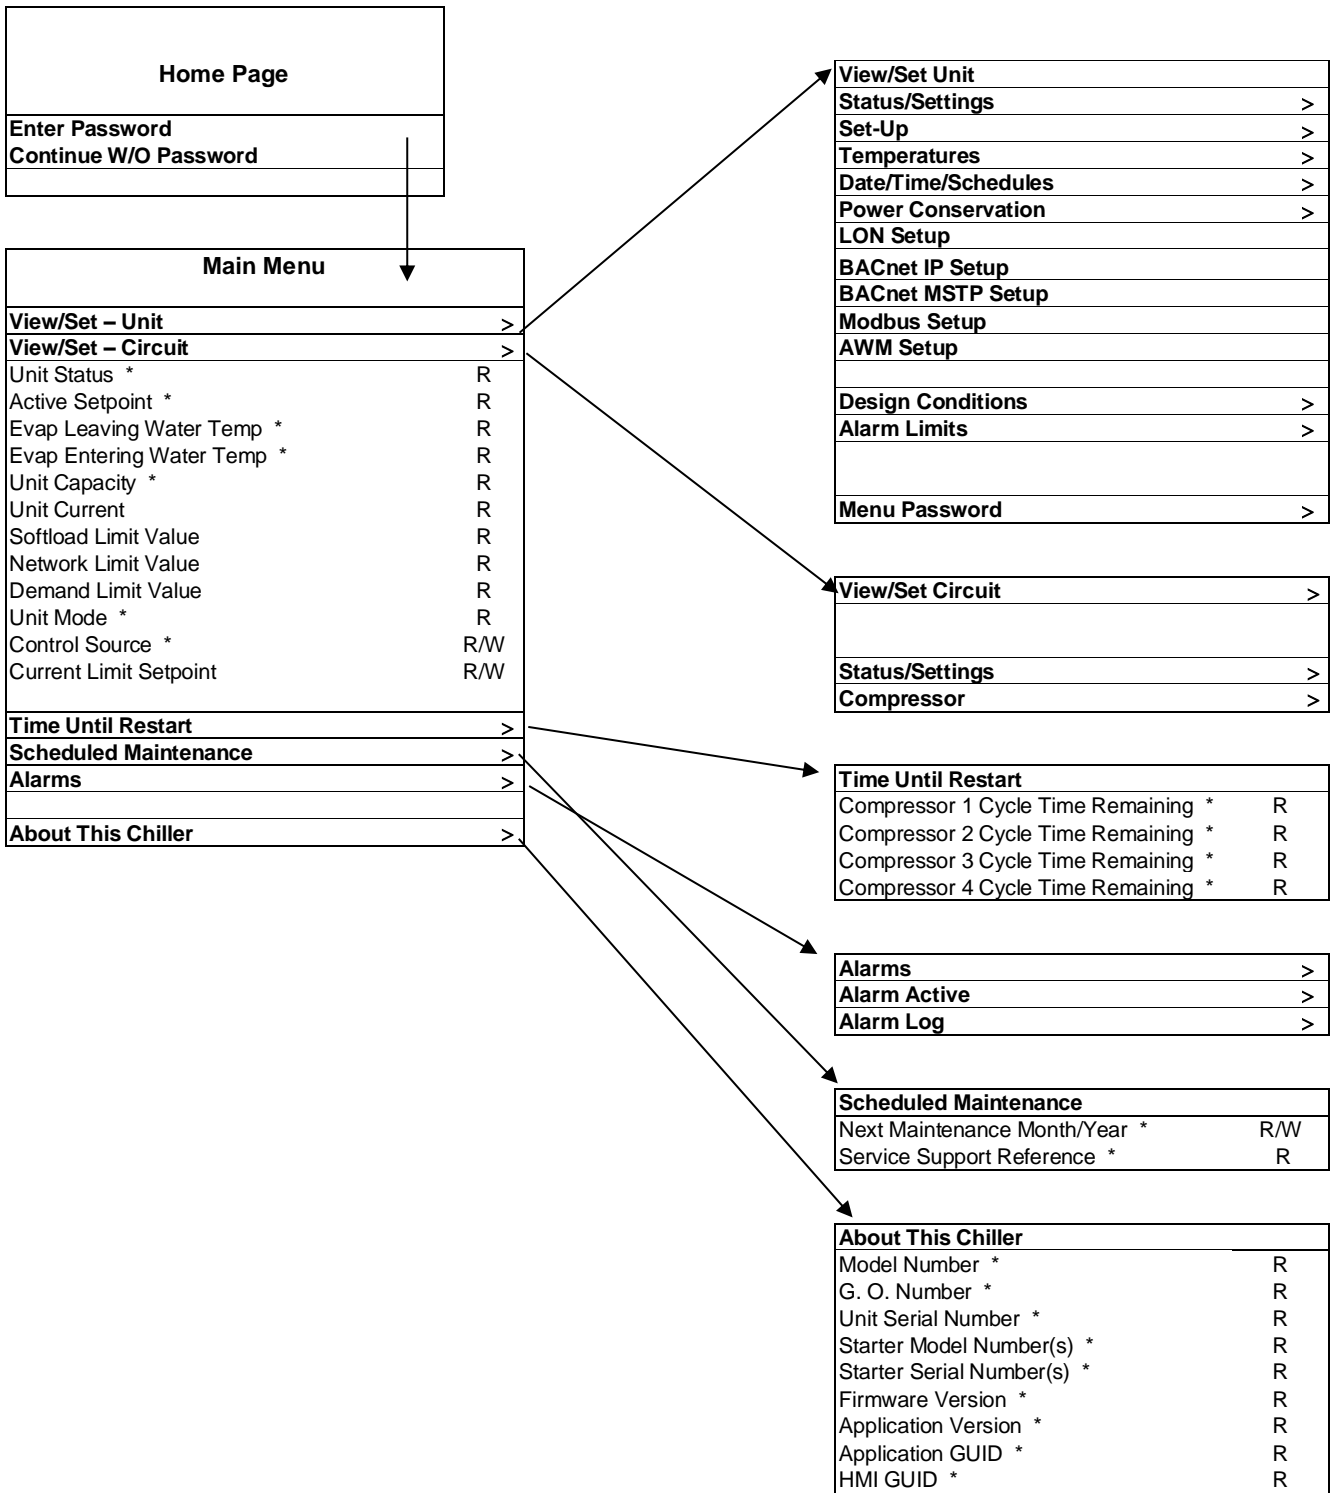 Home Page
Enter Password
Continue W/O Password
Main Menu
View/Set – Unit >
View/Set – Circuit >
Unit Status * R
Active Setpoint * R
Evap Leaving Water Temp * R
Evap Entering Water Temp * R
Unit Capacity * R
Unit Current R
Softload Limit Value R
Network Limit Value R
Demand Limit Value R
Unit Mode * R
Control Source * R/W
Current Limit Setpoint R/W
Time Until Restart >
Scheduled Maintenance >
Alarms >
About This Chiller >
View/Set Unit
Status/Settings >
Set-Up >
Temperatures >
Date/Time/Schedules >
Power Conservation >
LON Setup
BACnet IP Setup
BACnet MSTP Setup
Modbus Setup
AWM Setup
Design Conditions >
Alarm Limits >
Menu Password >
View/Set Circuit >
Status/Settings >
Compressor >
Time Until Restart
Compressor 1 Cycle Time Remaining * R
Compressor 2 Cycle Time Remaining * R
Compressor 3 Cycle Time Remaining * R
Compressor 4 Cycle Time Remaining * R
Alarms >
Alarm Active >
Alarm Log >
Scheduled Maintenance
Next Maintenance Month/Year * R/W
Service Support Reference * R
About This Chiller
Model Number * R
G. O. Number * R
Unit Serial Number * R
Starter Model Number(s) * R
Starter Serial Number(s) * R
Firmware Version * R
Application Version * R
Application GUID * R
HMI GUID * R